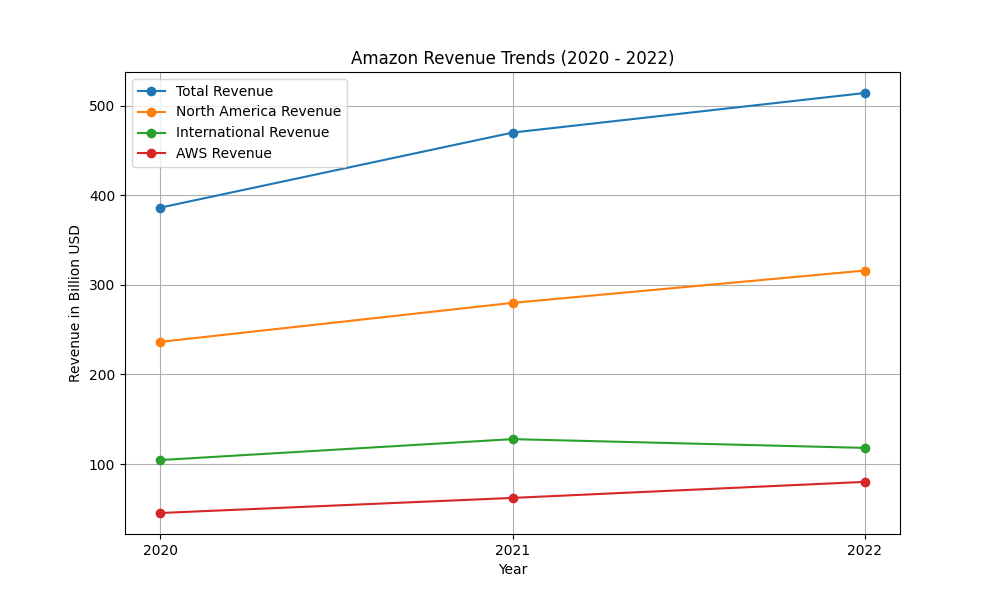 Amazon Revenue Trends (2020 - 2022)
Total Revenue
North America Revenue
International Revenue
AWS Revenue
Revenue in Billion USD
500
400
300
200
100
2020
2021
2022
Year